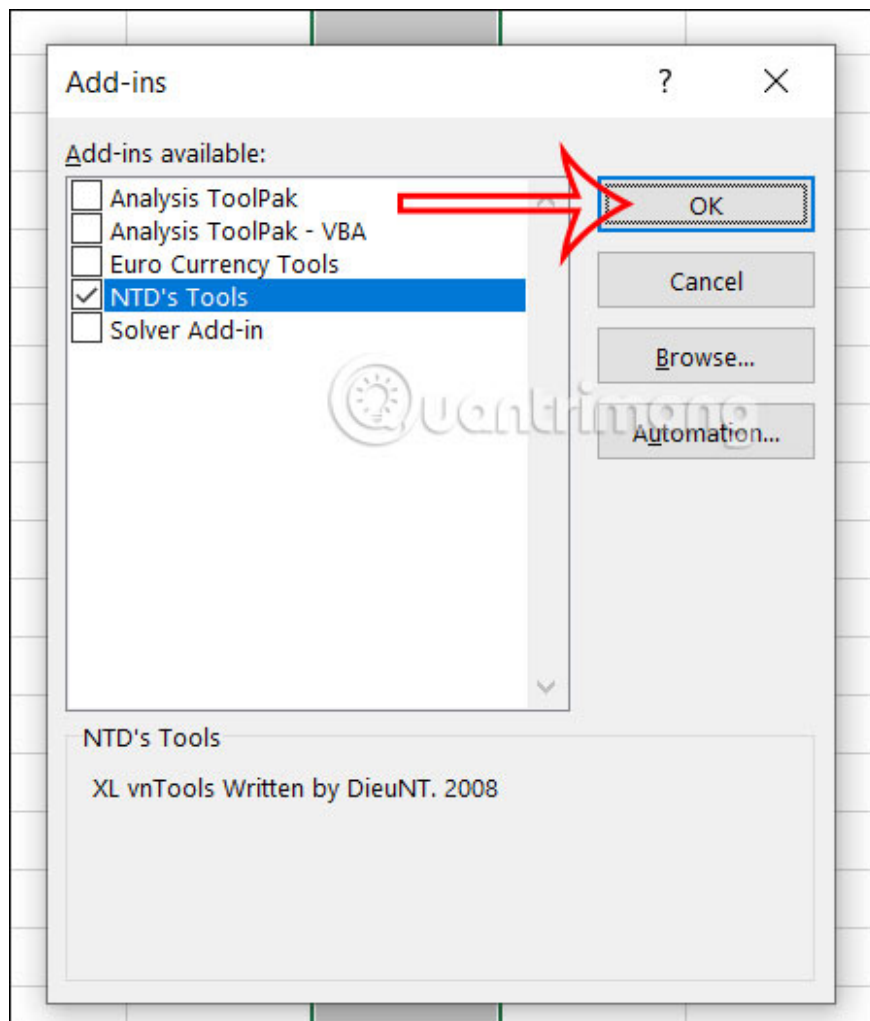 Add-ins
?
Add-ins available:
Analysis ToolPak
Analysis ToolPak - VBA
Euro Currency Tools
NTD's Tools
Solver Add-in
OK
Cancel
Browse...
Automation...
Quantrimang
NTD's Tools
XL vnTools Written by DieuNT. 2008